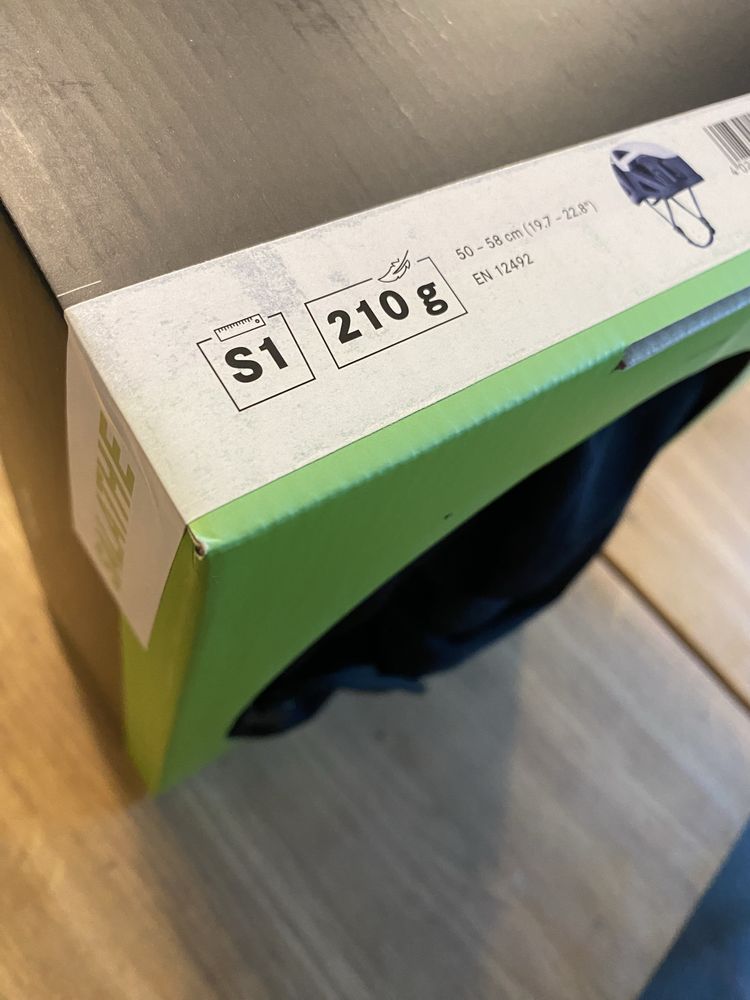 S1
210 g
50 – 58 cm (19.7 – 22.8")
EN 12492